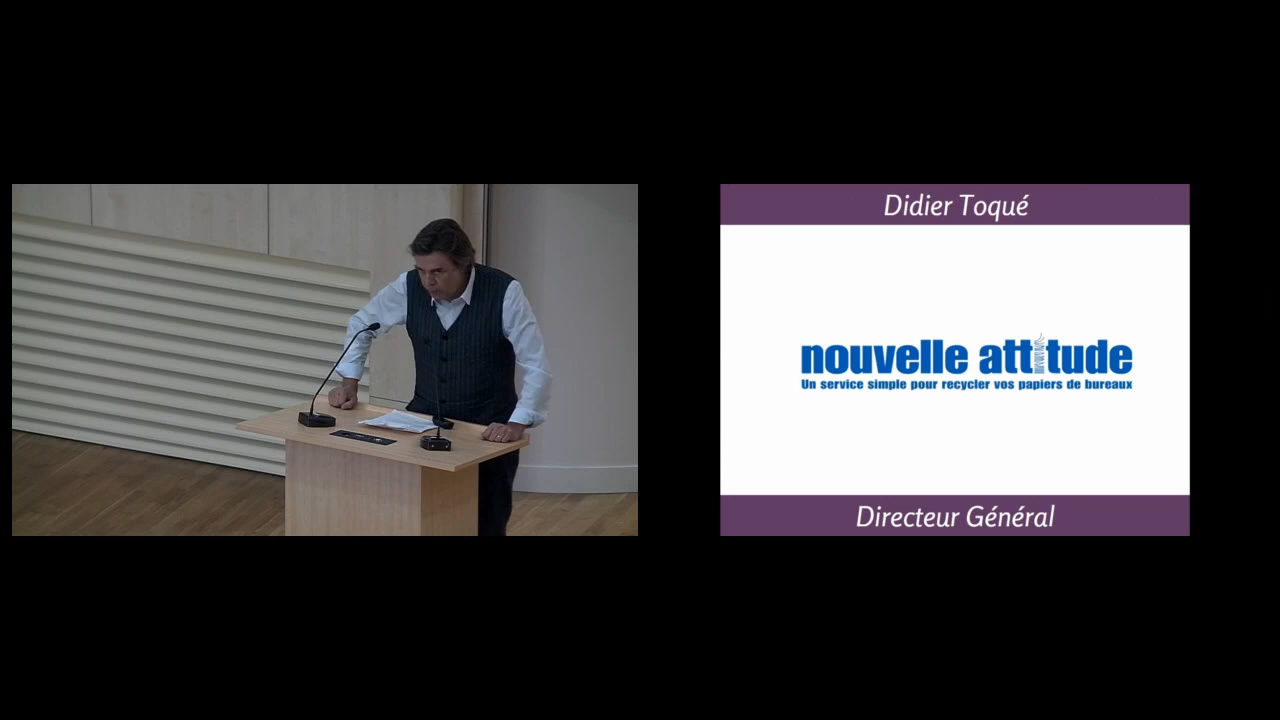 Didier Toqué
nouvelle attitude
Un service simple pour recycler vos papiers de bureaux
Directeur Général